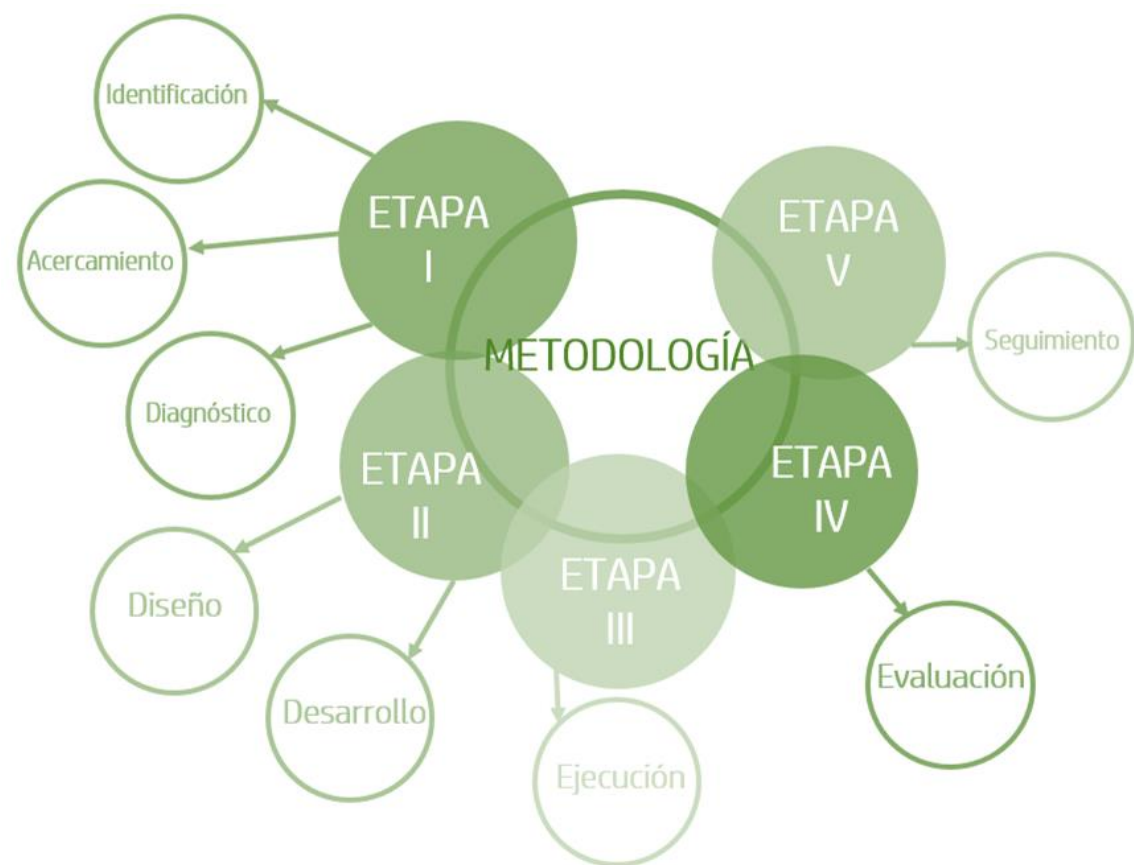 Identificación
ETAPA
I
Acercamiento
Diagnóstico
METODOLOGÍA
ETAPA
II
Diseño
Desarrollo
ETAPA
III
Ejecución
ETAPA
IV
Evaluación
ETAPA
V
Seguimiento